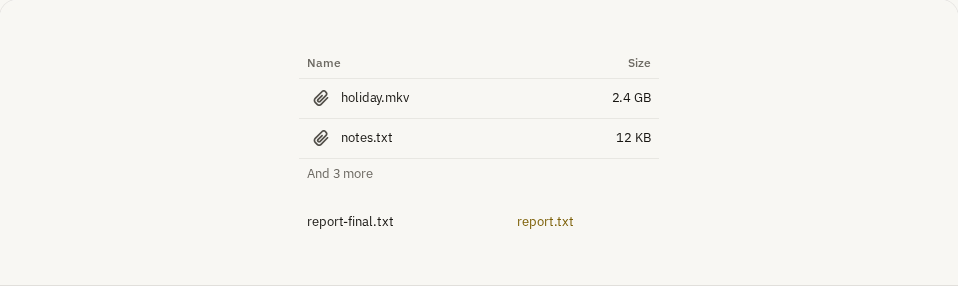 Name Size
holiday.mkv 2.4 GB
notes.txt 12 KB
And 3 more
report-final.txt report.txt